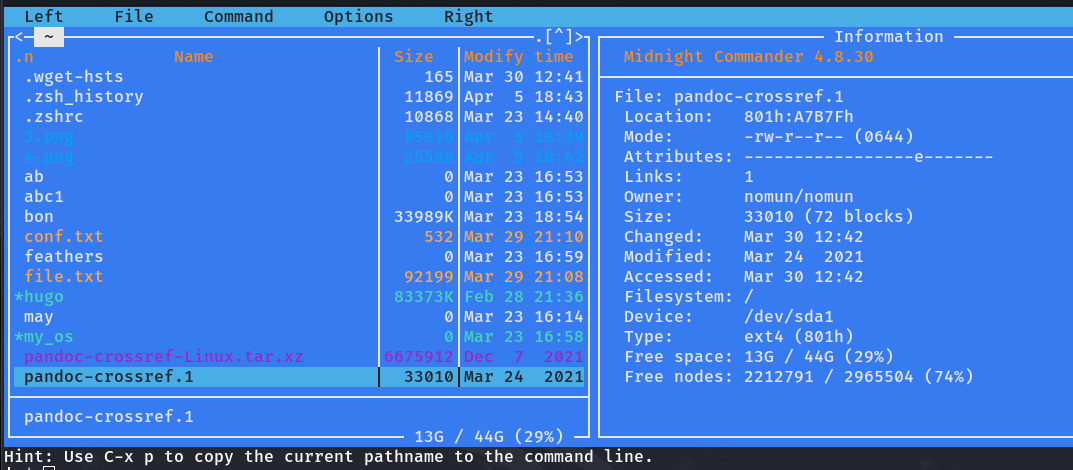 Left File Command Options Right
<─ ~ .[^]>
.n Name Size Modify time
.wget-hsts 165 Mar 30 12:41
.zsh_history 11869 Apr 5 18:43
.zshrc 10868 Mar 23 14:40
3.png 95816 Apr 5 18:39
4.png 25588 Apr 5 18:42
ab 0 Mar 23 16:53
abc1 0 Mar 23 16:53
bon 33989K Mar 23 18:54
conf.txt 532 Mar 29 21:10
feathers 0 Mar 23 16:59
file.txt 92199 Mar 29 21:08
*hugo 83373K Feb 28 21:36
may 0 Mar 23 16:14
*my_os 0 Mar 23 16:58
pandoc-crossref-Linux.tar.xz 6675912 Dec 7 2021
pandoc-crossref.1 33010 Mar 24 2021
pandoc-crossref.1
13G / 44G (29%)
Information
Midnight Commander 4.8.30
File: pandoc-crossref.1
Location: 801h:A7B7Fh
Mode: -rw-r--r-- (0644)
Attributes: -----------------e-------
Links: 1
Owner: nomun/nomun
Size: 33010 (72 blocks)
Changed: Mar 30 12:42
Modified: Mar 24 2021
Accessed: Mar 30 12:42
Filesystem: /
Device: /dev/sda1
Type: ext4 (801h)
Free space: 13G / 44G (29%)
Free nodes: 2212791 / 2965504 (74%)
Hint: Use C-x p to copy the current pathname to the command line.